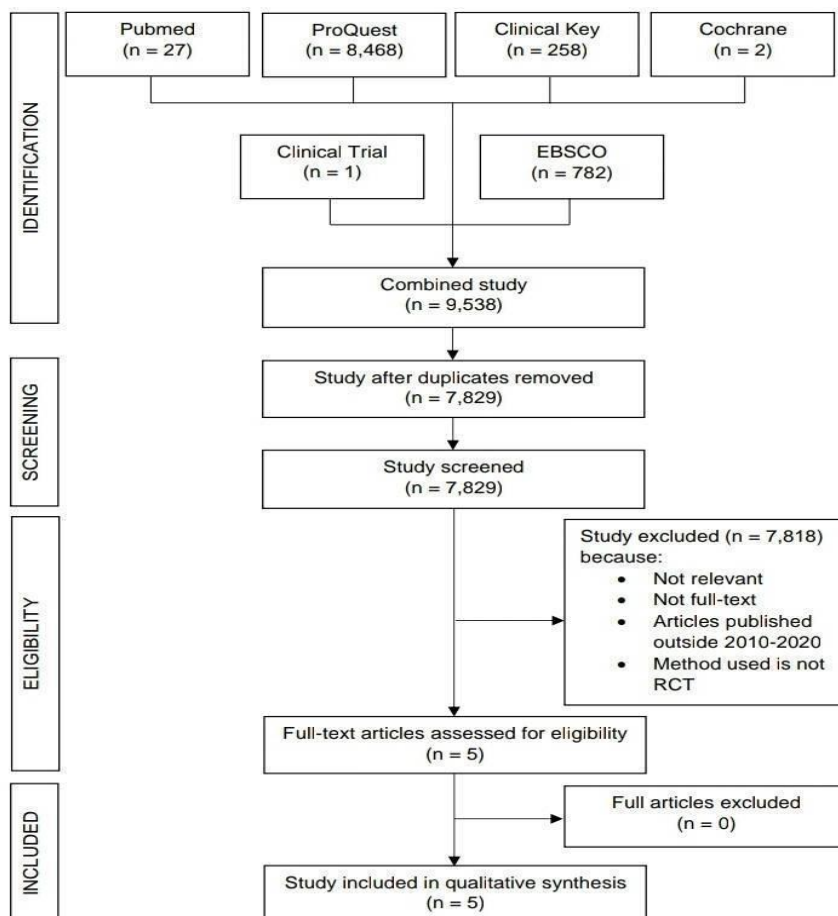 IDENTIFICATION
Pubmed
(n = 27)
ProQuest
(n = 8,468)
Clinical Key
(n = 258)
Cochrane
(n = 2)
Clinical Trial
(n = 1)
EBSCO
(n = 782)
Combined study
(n = 9,538)
SCREENING
Study after duplicates removed
(n = 7,829)
Study screened
(n = 7,829)
ELIGIBILITY
Study excluded (n = 7,818)
because:
• Not relevant
• Not full-text
• Articles published
outside 2010-2020
• Method used is not
RCT
Full-text articles assessed for eligibility
(n = 5)
INCLUDED
Full articles excluded
(n = 0)
Study included in qualitative synthesis
(n = 5)